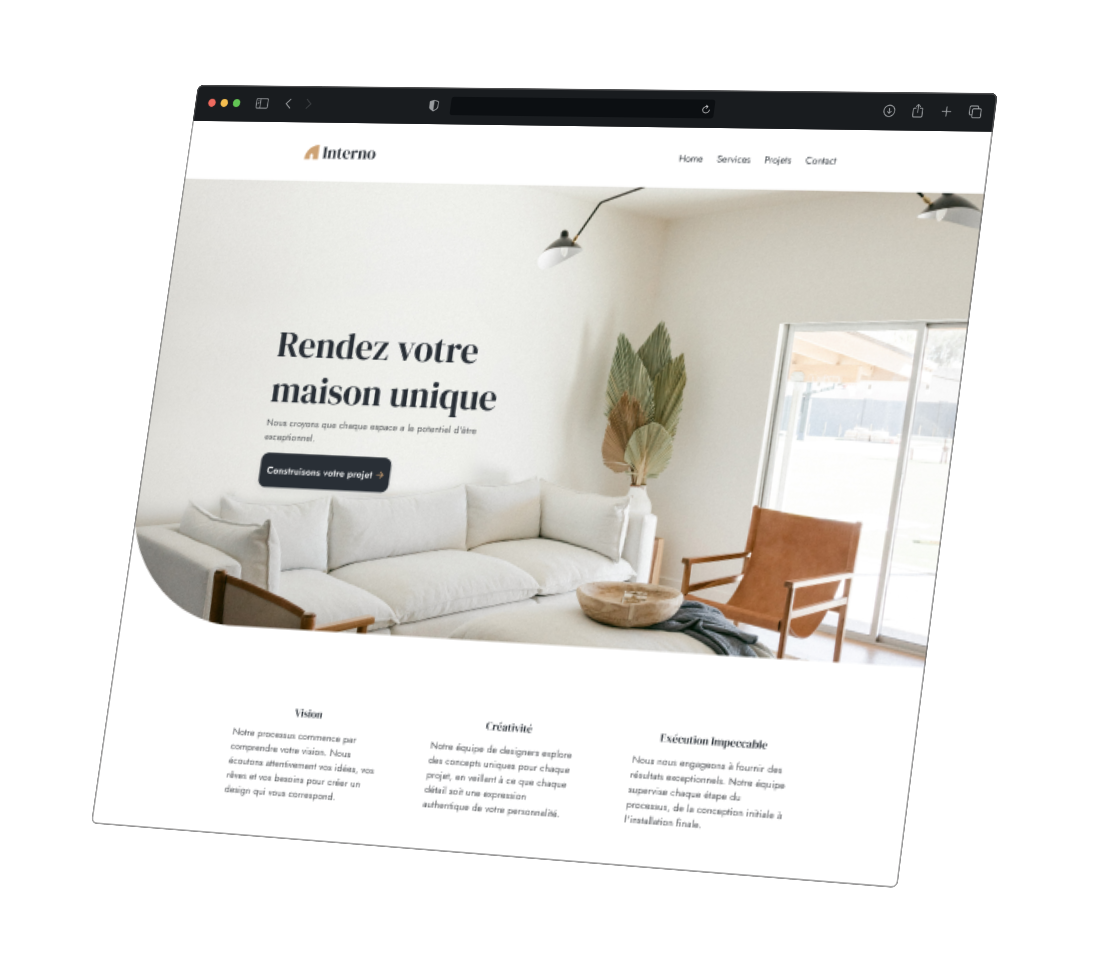 Interno
Home Services Projets Contact
Rendez votre
maison unique
Nous croyons que chaque espace a le potentiel d'être
exceptionnel.
Construisons votre projet →
Vision
Notre processus commence par
comprendre votre vision. Nous
écoutons attentivement vos idées, vos
rêves et vos besoins pour créer un
design qui vous correspond.
Créativité
Notre équipe de designers explore
des concepts uniques pour chaque
projet, en veillant à ce que chaque
détail soit une expression
authentique de votre personnalité.
Exécution Impeccable
Nous nous engageons à fournir des
résultats exceptionnels. Notre équipe
supervise chaque étape du
processus, de la conception initiale à
l'installation finale.